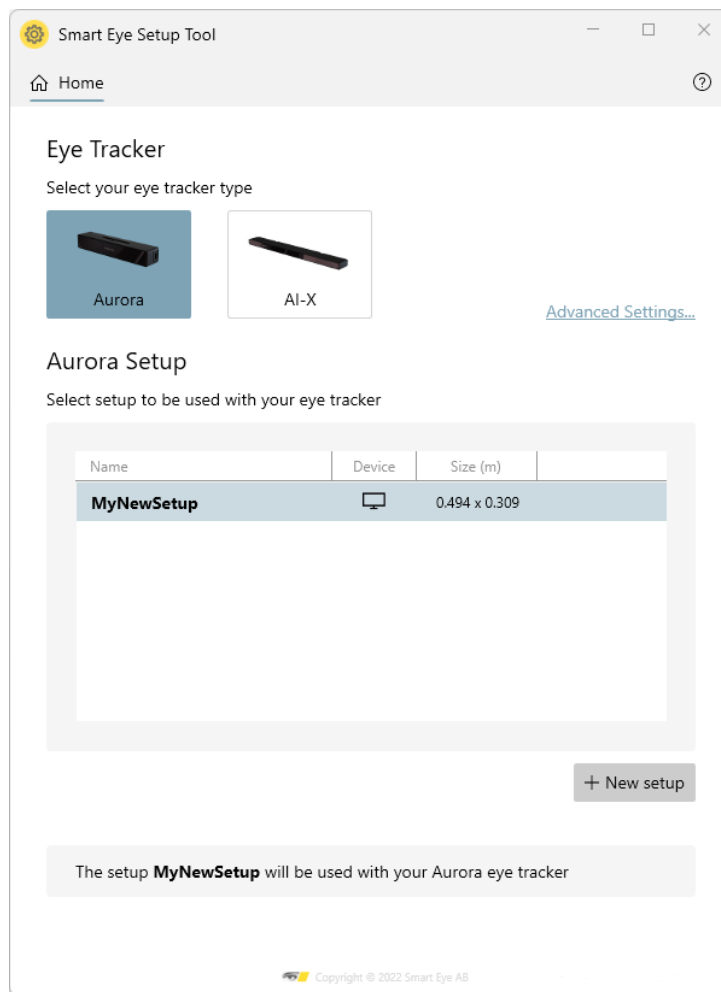 Smart Eye Setup Tool
Home
Eye Tracker
Select your eye tracker type
Aurora
AI-X
Advanced Settings...
Aurora Setup
Select setup to be used with your eye tracker
Name Device Size (m)
MyNewSetup 0.494 x 0.309
+ New setup
The setup MyNewSetup will be used with your Aurora eye tracker
Copyright © 2022 Smart Eye AB